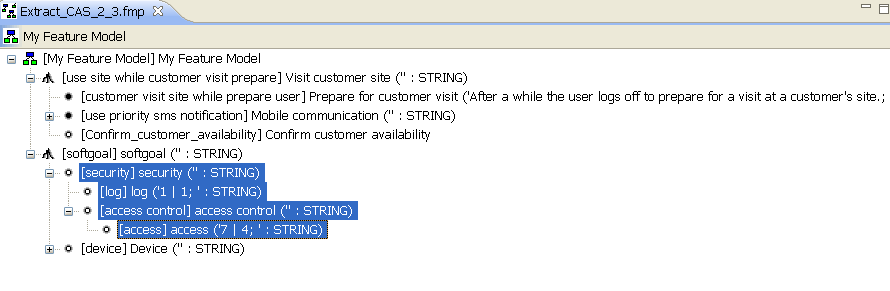 Extract_CAS_2_3.fmp
My Feature Model
[My Feature Model] My Feature Model
[use site while customer visit prepare] Visit customer site ('' : STRING)
[customer visit site while prepare user] Prepare for customer visit ('After a while the user logs off to prepare for a visit at a customer's site.;
[use priority sms notification] Mobile communication ('' : STRING)
[Confirm_customer_availability] Confirm customer availability
[softgoal] softgoal ('' : STRING)
[security] security ('' : STRING)
[log] log ('1 | 1; ' : STRING)
[access control] access control ('' : STRING)
[access] access ('7 | 4; ' : STRING)
[device] Device ('' : STRING)